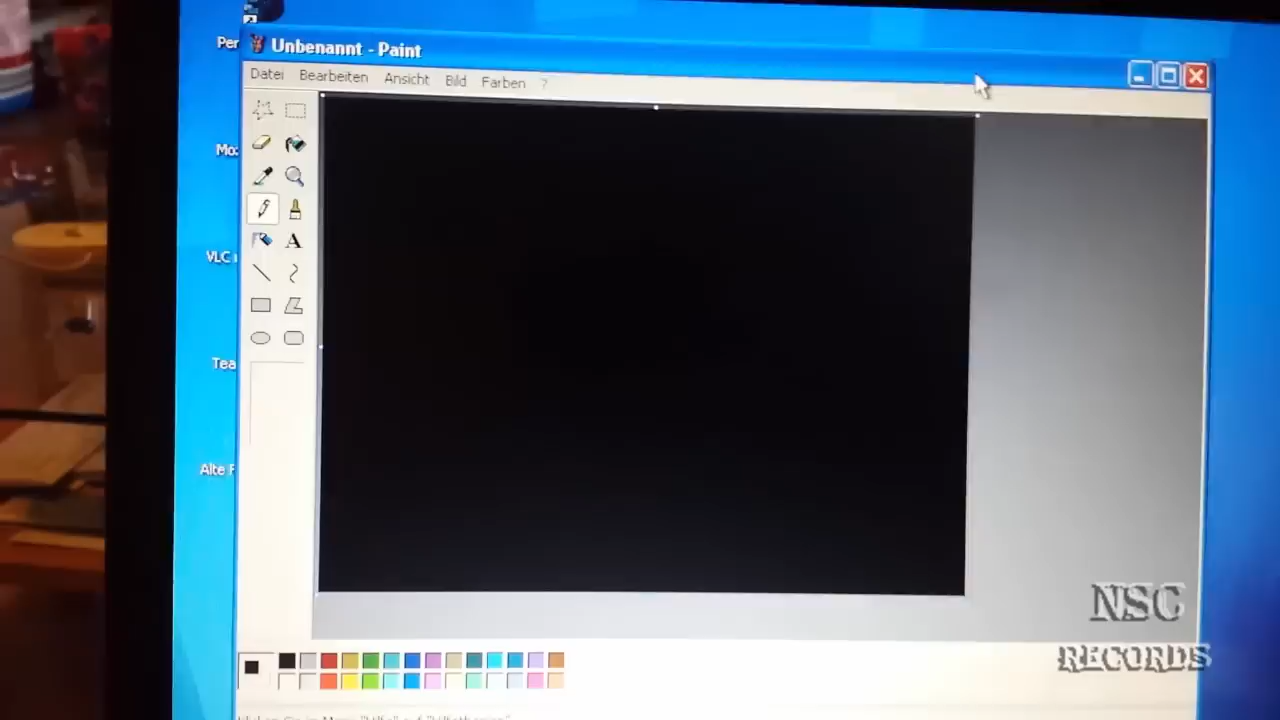 Per
Unbenannt - Paint
Datei Bearbeiten Ansicht Bild Farben ?
A
Mo
VLC
Tea
Alte
NSC
RECORDS